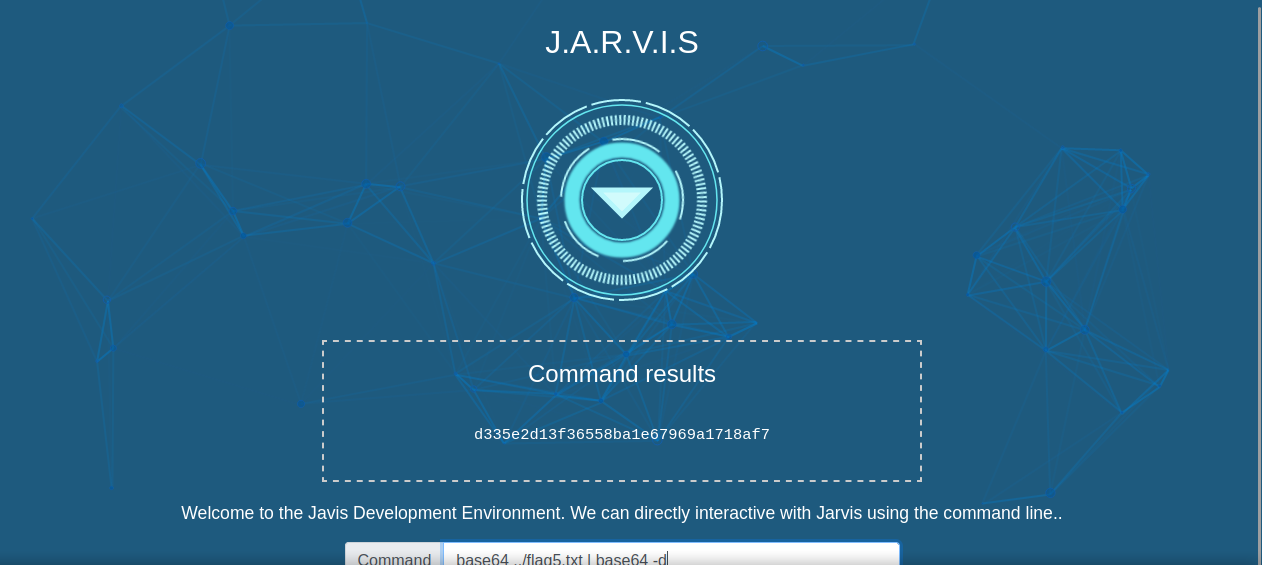 J.A.R.V.I.S
Command results
d335e2d13f36558ba1e67969a1718af7
Welcome to the Javis Development Environment. We can directly interactive with Jarvis using the command line..
Command base64 ../flag5.txt | base64 -d